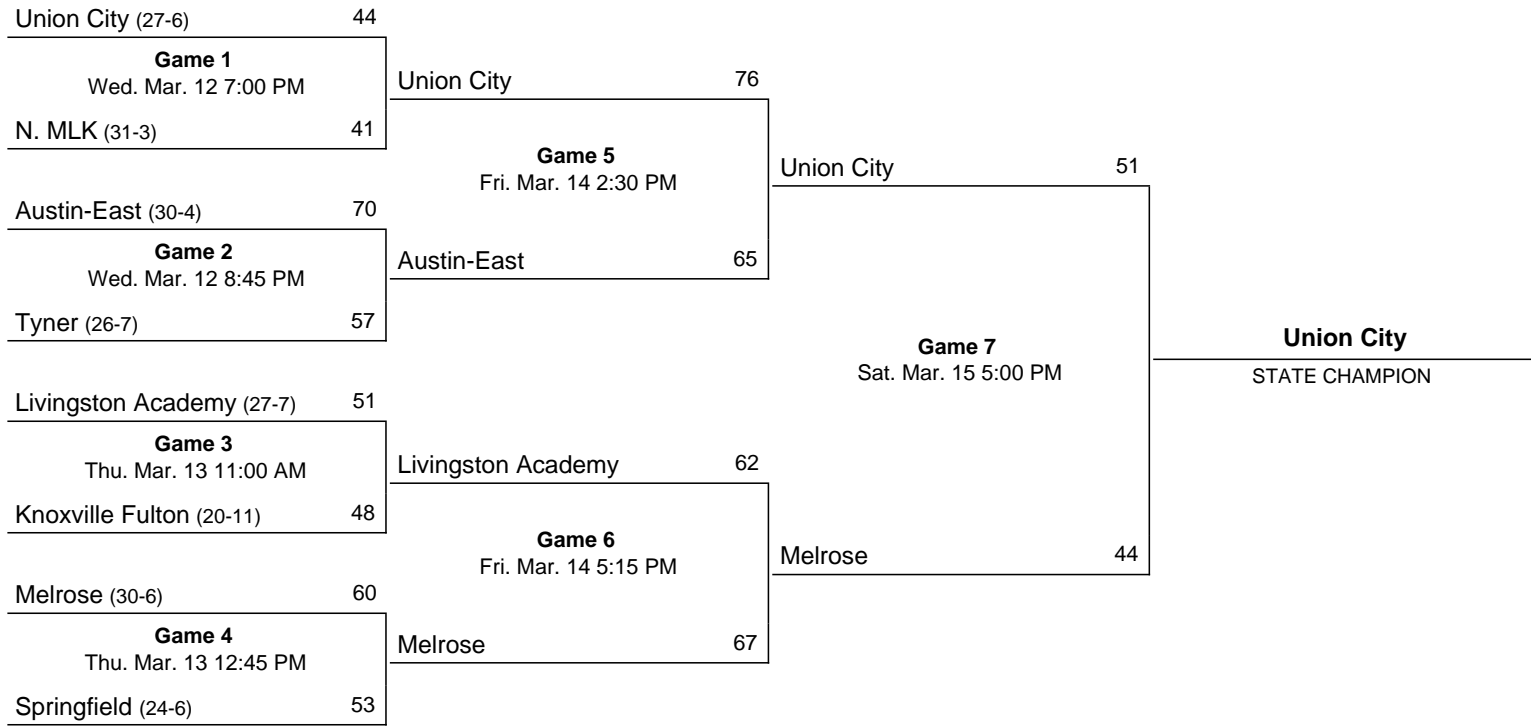 Union City (27-6) 44
Game 1
Wed. Mar. 12 7:00 PM
N. MLK (31-3) 41
Austin-East (30-4) 70
Game 2
Wed. Mar. 12 8:45 PM
Tyner (26-7) 57
Livingston Academy (27-7) 51
Game 3
Thu. Mar. 13 11:00 AM
Knoxville Fulton (20-11) 48
Melrose (30-6) 60
Game 4
Thu. Mar. 13 12:45 PM
Springfield (24-6) 53
Union City 76
Game 5
Fri. Mar. 14 2:30 PM
Austin-East 65
Livingston Academy 62
Game 6
Fri. Mar. 14 5:15 PM
Melrose 67
Union City 51
Game 7
Sat. Mar. 15 5:00 PM
Melrose 44
Union City
STATE CHAMPION